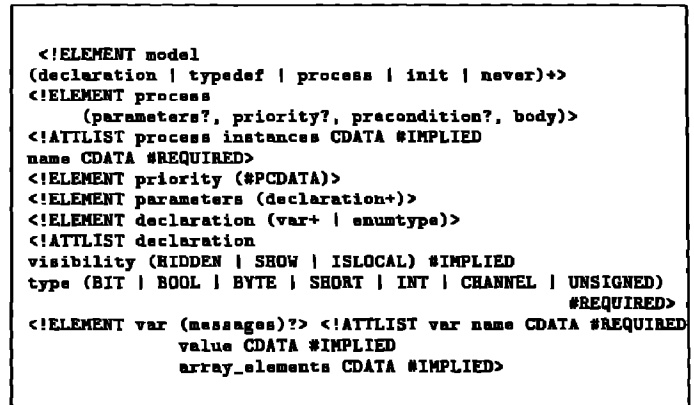 <!ELEMENT model
(declaration | typedef | process | init | never)+>
<!ELEMENT process
(parameters?, priority?, precondition?, body)>
<!ATTLIST process instances CDATA #IMPLIED
name CDATA #REQUIRED>
<!ELEMENT priority (#PCDATA)>
<!ELEMENT parameters (declaration+)>
<!ELEMENT declaration (var+ | enumtype)>
<!ATTLIST declaration
visibility (HIDDEN | SHOW | ISLOCAL) #IMPLIED
type (BIT | BOOL | BYTE | SHORT | INT | CHANNEL | UNSIGNED)
#REQUIRED>
<!ELEMENT var (messages)?> <!ATTLIST var name CDATA #REQUIRED
value CDATA #IMPLIED
array_elements CDATA #IMPLIED>